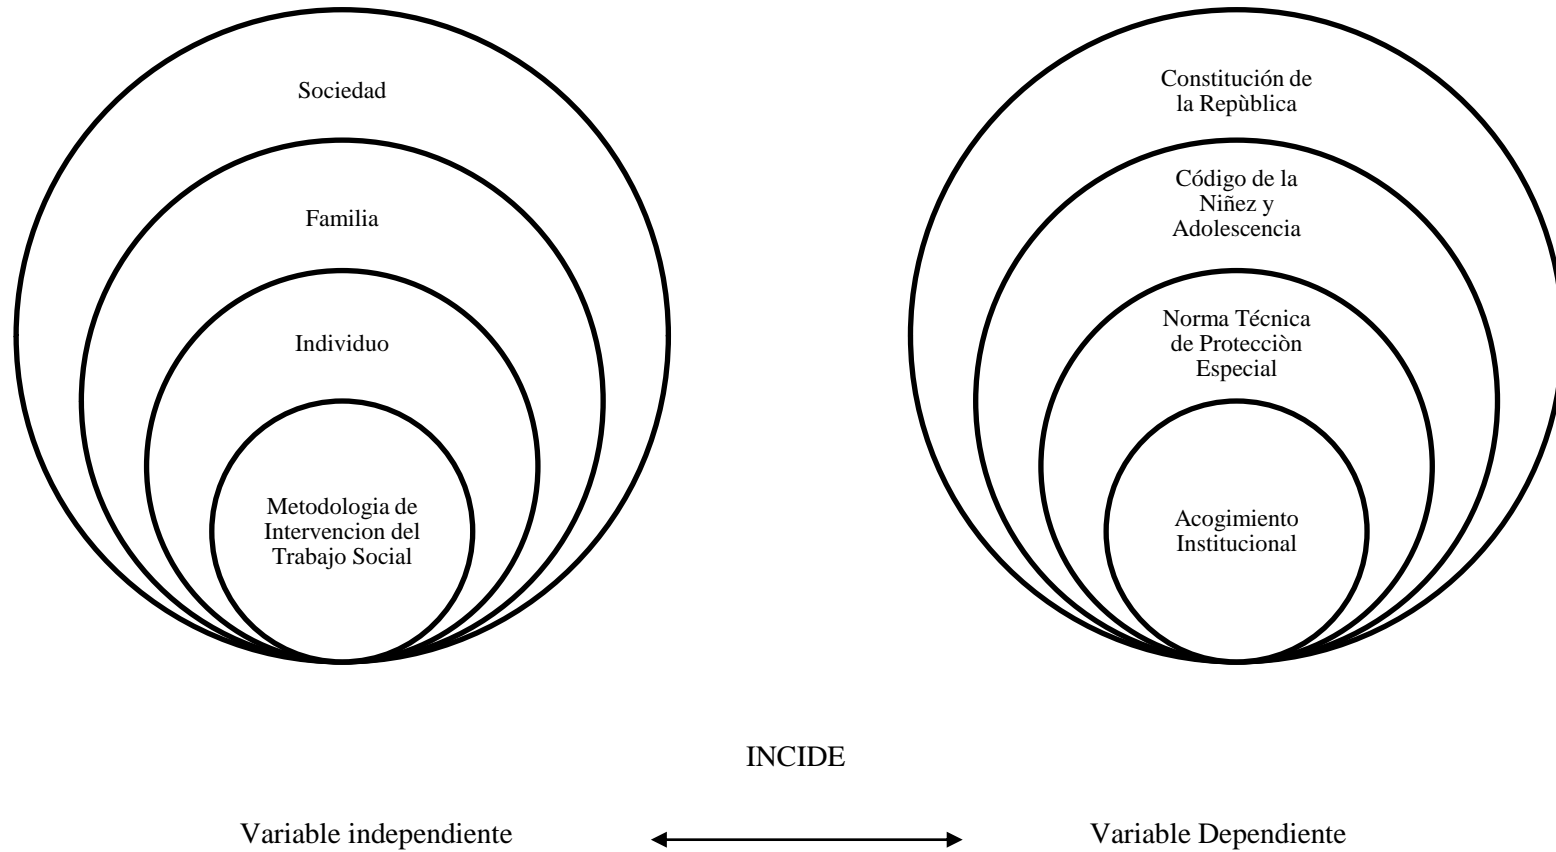 Sociedad
Familia
Individuo
Metodologia de
Intervencion del
Trabajo Social
Constitución de
la Repùblica
Código de la
Niñez y
Adolescencia
Norma Técnica
de Protecciòn
Especial
Acogimiento
Institucional
INCIDE
Variable independiente
Variable Dependiente